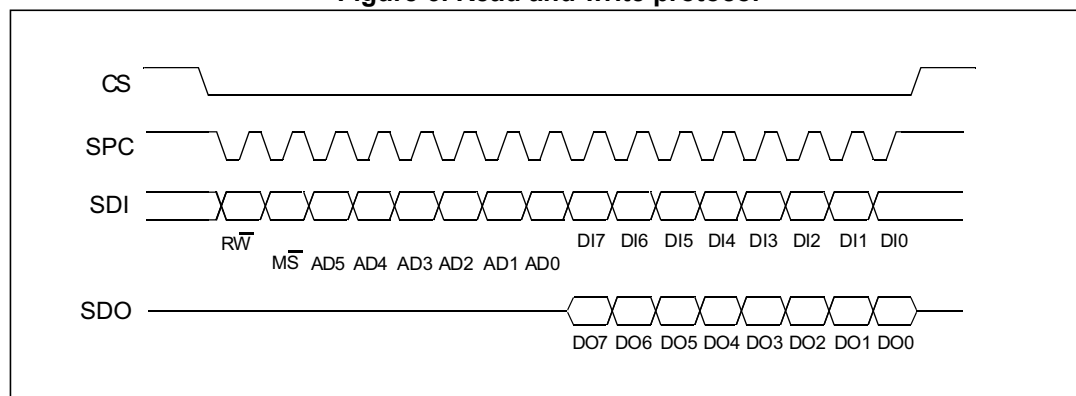 Figure 6. Read and write protocol
CS
SPC
SDI
RW̅
DI7 DI6 DI5 DI4 DI3 DI2 DI1 DI0
MS̅ AD5 AD4 AD3 AD2 AD1 AD0
SDO
DO7 DO6 DO5 DO4 DO3 DO2 DO1 DO0